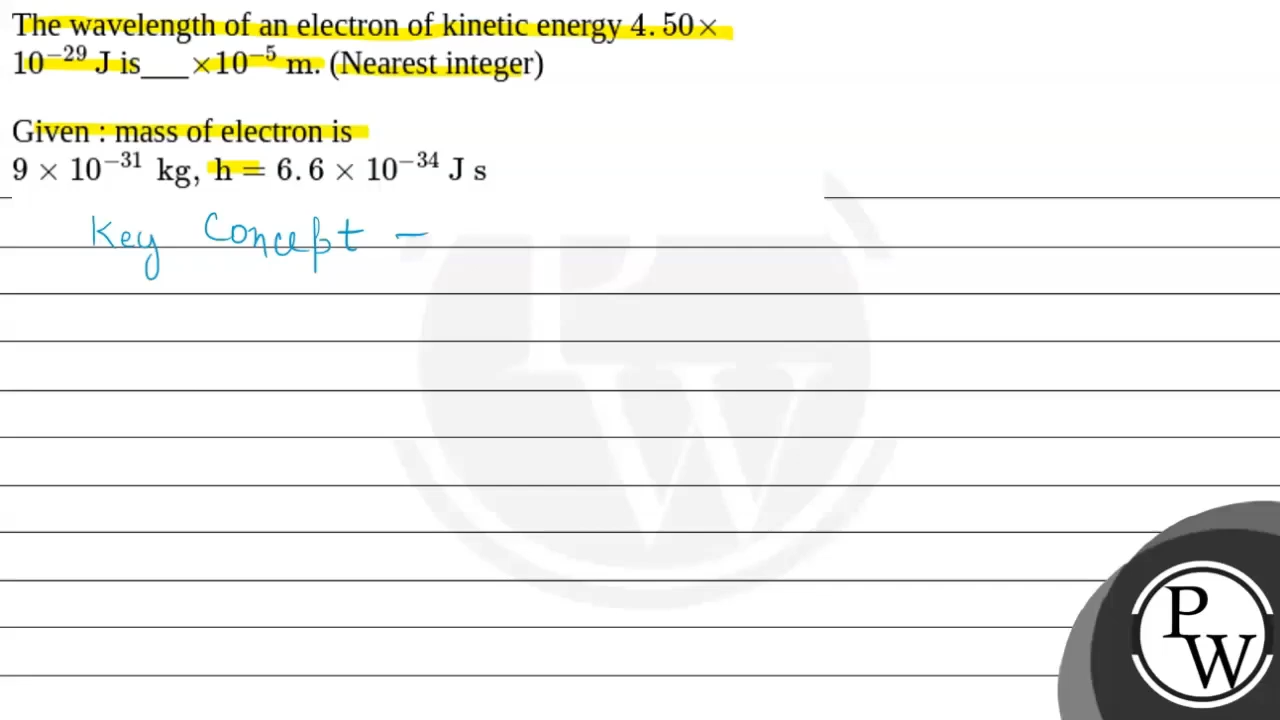 The wavelength of an electron of kinetic energy 4.50×
10⁻²⁹ J is___×10⁻⁵ m. (Nearest integer)
Given : mass of electron is
9 × 10⁻³¹ kg, h = 6.6 × 10⁻³⁴ J s
Key Concept –
P
W
P
W